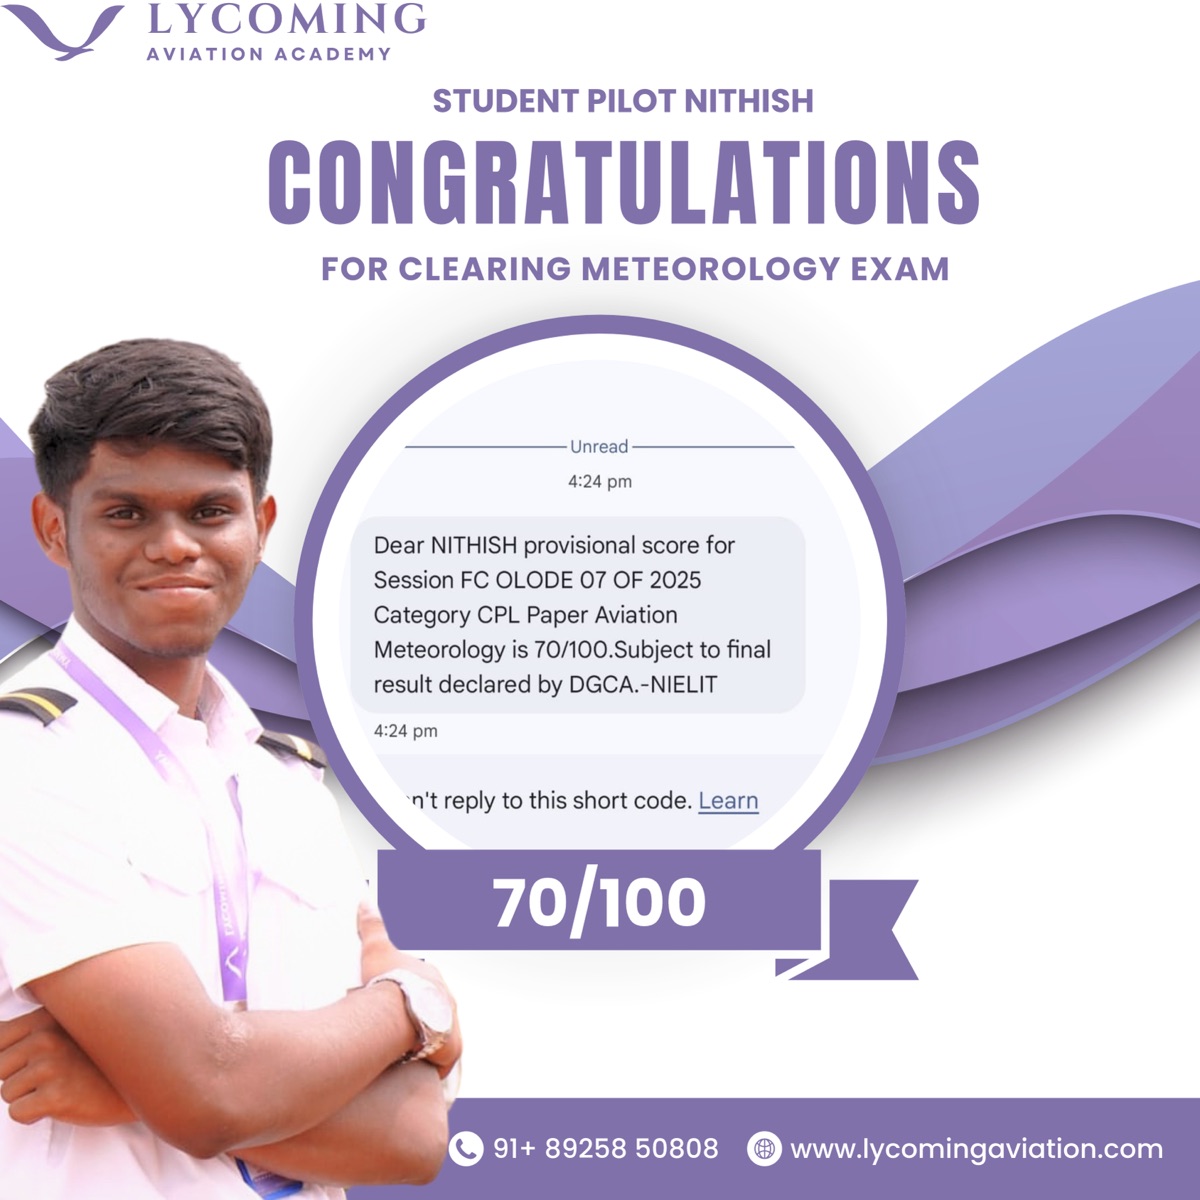 LYCOMING
AVIATION ACADEMY
STUDENT PILOT NITHISH
CONGRATULATIONS
FOR CLEARING METEOROLOGY EXAM
Unread
4:24 pm
Dear NITHISH provisional score for
Session FC OLODE 07 OF 2025
Category CPL Paper Aviation
Meteorology is 70/100.Subject to final
result declared by DGCA.-NIELIT
4:24 pm
n't reply to this short code. Learn
70/100
91+ 89258 50808
www.lycomingaviation.com